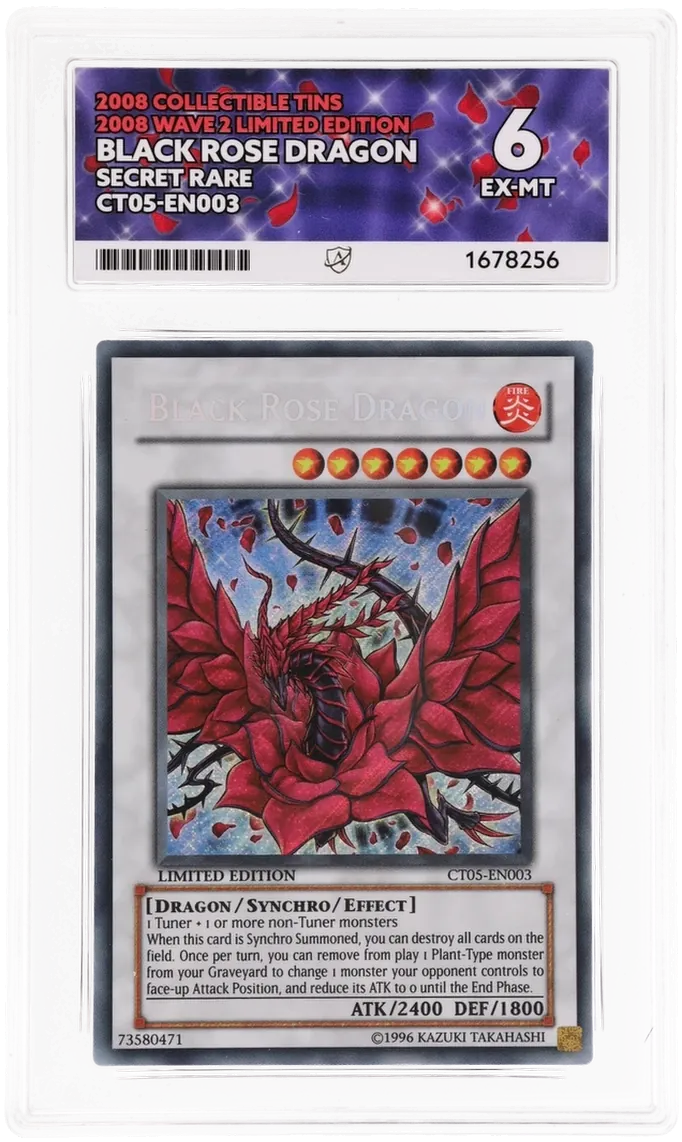 2008 COLLECTIBLE TINS
2008 WAVE 2 LIMITED EDITION
BLACK ROSE DRAGON
SECRET RARE
CT05-EN003
6
EX-MT
A
1678256
BLACK ROSE DRAGON
FIRE
炎
LIMITED EDITION CT05-EN003
[DRAGON/SYNCHRO/EFFECT]
1 Tuner + 1 or more non-Tuner monsters
When this card is Synchro Summoned, you can destroy all cards on the
field. Once per turn, you can remove from play 1 Plant-Type monster
from your Graveyard to change 1 monster your opponent controls to
face-up Attack Position, and reduce its ATK to 0 until the End Phase.
ATK/2400 DEF/1800
73580471 ©1996 KAZUKI TAKAHASHI